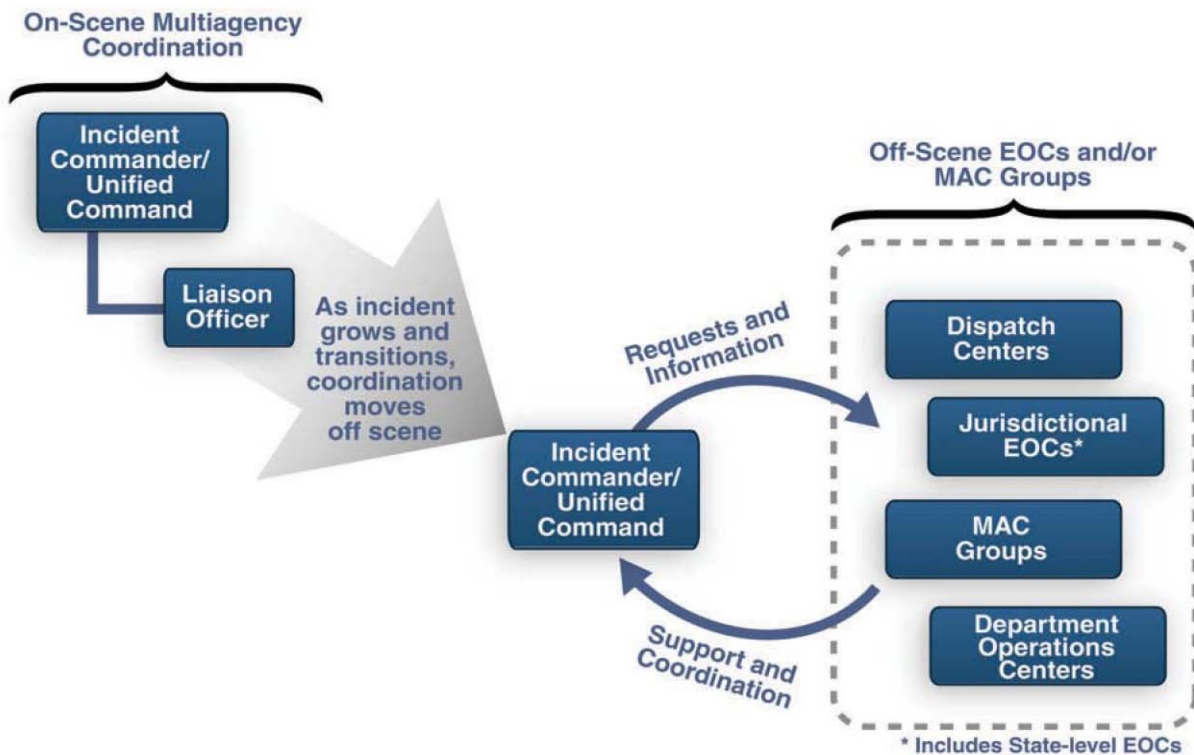 On-Scene Multiagency
Coordination
Incident
Commander/
Unified
Command
Liaison
Officer
As incident
grows and
transitions,
coordination
moves
off scene
Incident
Commander/
Unified
Command
Requests and
Information
Support and
Coordination
Off-Scene EOCs and/or
MAC Groups
Dispatch
Centers
Jurisdictional
EOCs*
MAC
Groups
Department
Operations
Centers
* Includes State-level EOCs